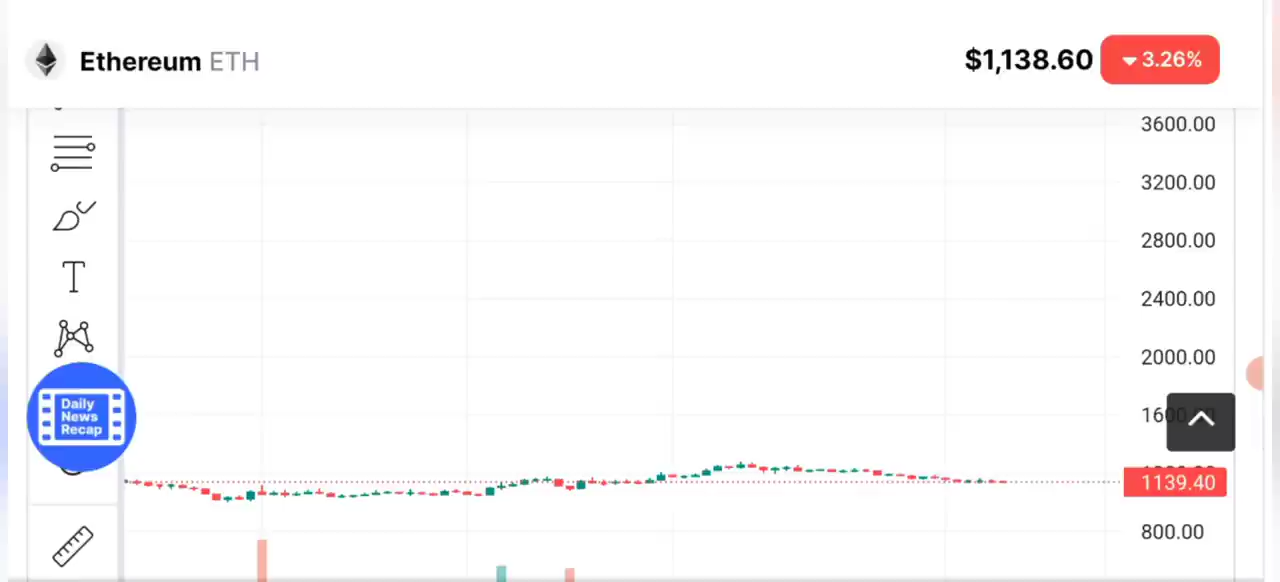 Ethereum ETH
$1,138.60
3.26%
3600.00
3200.00
2800.00
2400.00
2000.00
T
Daily
News
Recap
1139.40
800.00